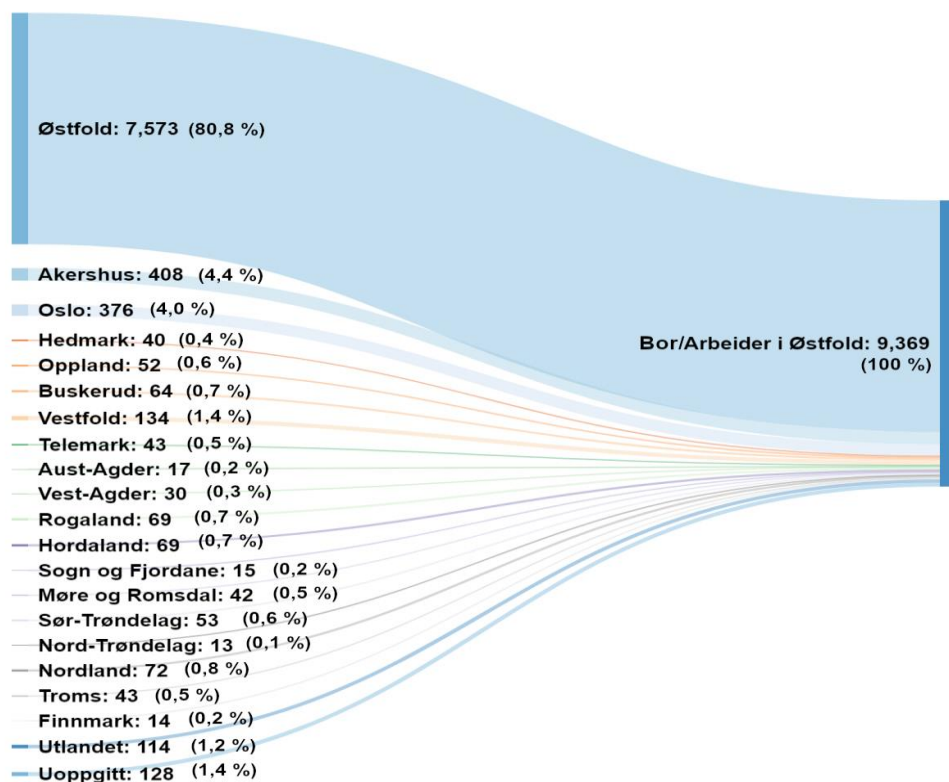 Østfold: 7,573 (80,8 %)
Akershus: 408 (4,4 %)
Oslo: 376 (4,0 %)
Hedmark: 40 (0,4 %)
Bor/Arbeider i Østfold: 9,369
(100 %)
Oppland: 52 (0,6 %)
Buskerud: 64 (0,7 %)
Vestfold: 134 (1,4 %)
Telemark: 43 (0,5 %)
Aust-Agder: 17 (0,2 %)
Vest-Agder: 30 (0,3 %)
Rogaland: 69 (0,7 %)
Hordaland: 69 (0,7 %)
Sogn og Fjordane: 15 (0,2 %)
Møre og Romsdal: 42 (0,5 %)
Sør-Trøndelag: 53 (0,6 %)
Nord-Trøndelag: 13 (0,1 %)
Nordland: 72 (0,8 %)
Troms: 43 (0,5 %)
Finnmark: 14 (0,2 %)
Utlandet: 114 (1,2 %)
Uoppgitt: 128 (1,4 %)